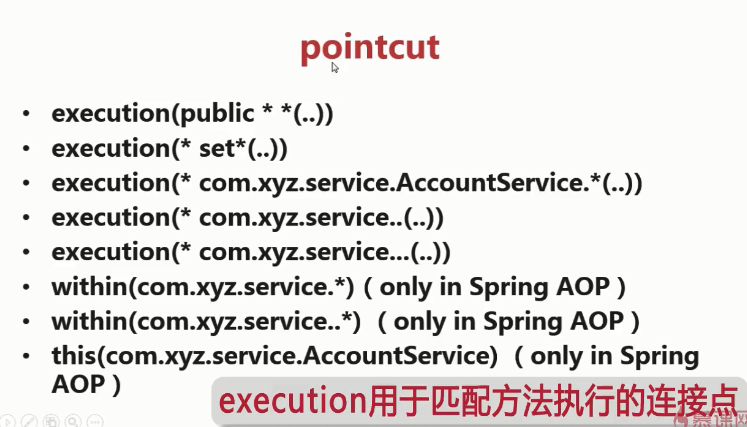 pointcut
• execution(public * *(..))
• execution(* set*(..))
• execution(* com.xyz.service.AccountService.*(..))
• execution(* com.xyz.service..(..))
• execution(* com.xyz.service...(..))
• within(com.xyz.service.*) ( only in Spring AOP )
• within(com.xyz.service..*) ( only in Spring AOP )
• this(com.xyz.service.AccountService) ( only in Spring
AOP )
execution用于匹配方法执行的连接点
慕课网